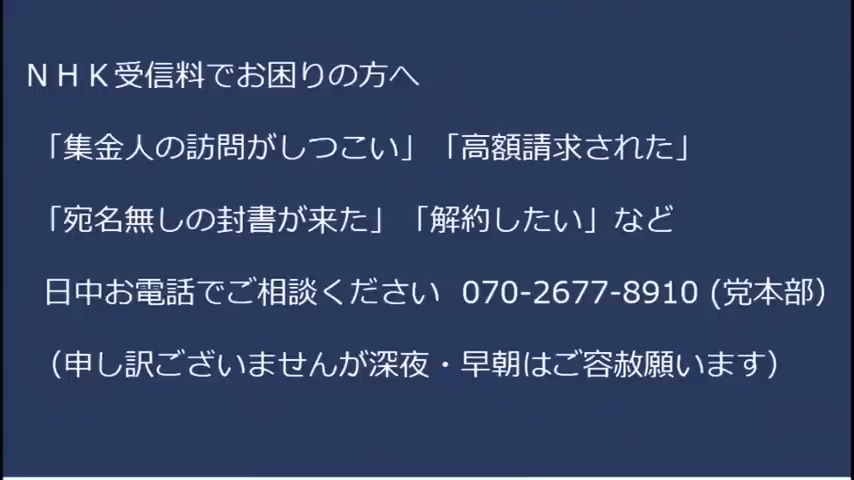 ＮＨＫ受信料でお困りの方へ
「集金人の訪問がしつこい」「高額請求された」
「宛名無しの封書が来た」「解約したい」など
日中お電話でご相談ください 070-2677-8910 (党本部）
（申し訳ございませんが深夜・早朝はご容赦願います）